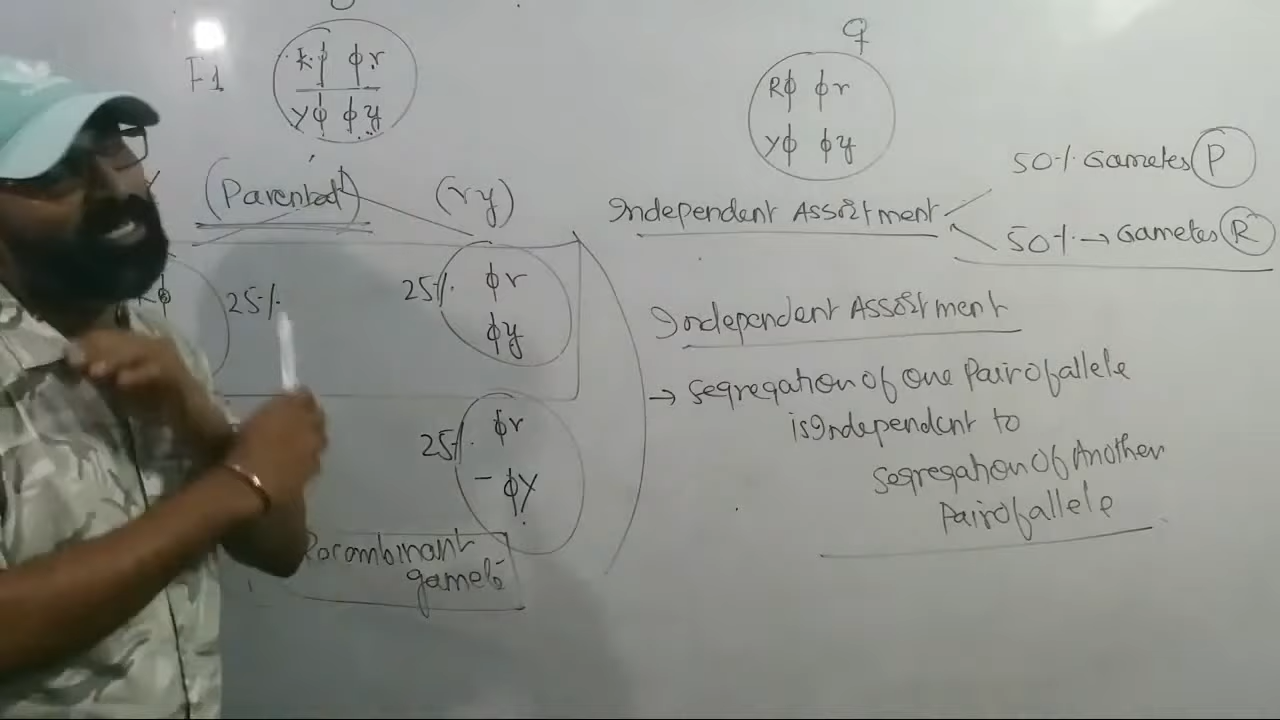 F1
R r
Y y
(Parental)
(ry)
25%
25% r
y
25% r
- Y
Recombinant
gamete
♀
R r
Y y
Independent Assortment
50% Gametes P
50% → Gametes R
Independent Assortment
→ Segregation of one Pair of allele
is Independent to
Segregation Of Another
Pair of allele